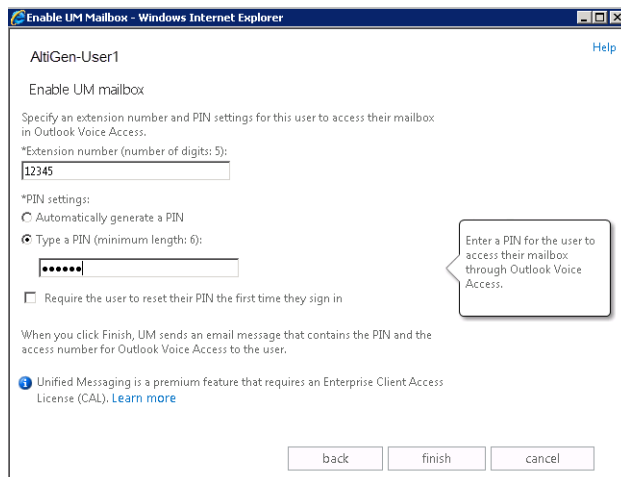 Enable UM Mailbox - Windows Internet Explorer
Help
AltiGen-User1
Enable UM mailbox
Specify an extension number and PIN settings for this user to access their mailbox
in Outlook Voice Access.
*Extension number (number of digits: 5):
12345
*PIN settings:
Automatically generate a PIN
Type a PIN (minimum length: 6):
••••••
Enter a PIN for the user to
access their mailbox
through Outlook Voice
Access.
Require the user to reset their PIN the first time they sign in
When you click Finish, UM sends an email message that contains the PIN and the
access number for Outlook Voice Access to the user.
Unified Messaging is a premium feature that requires an Enterprise Client Access
License (CAL). Learn more
back
finish
cancel